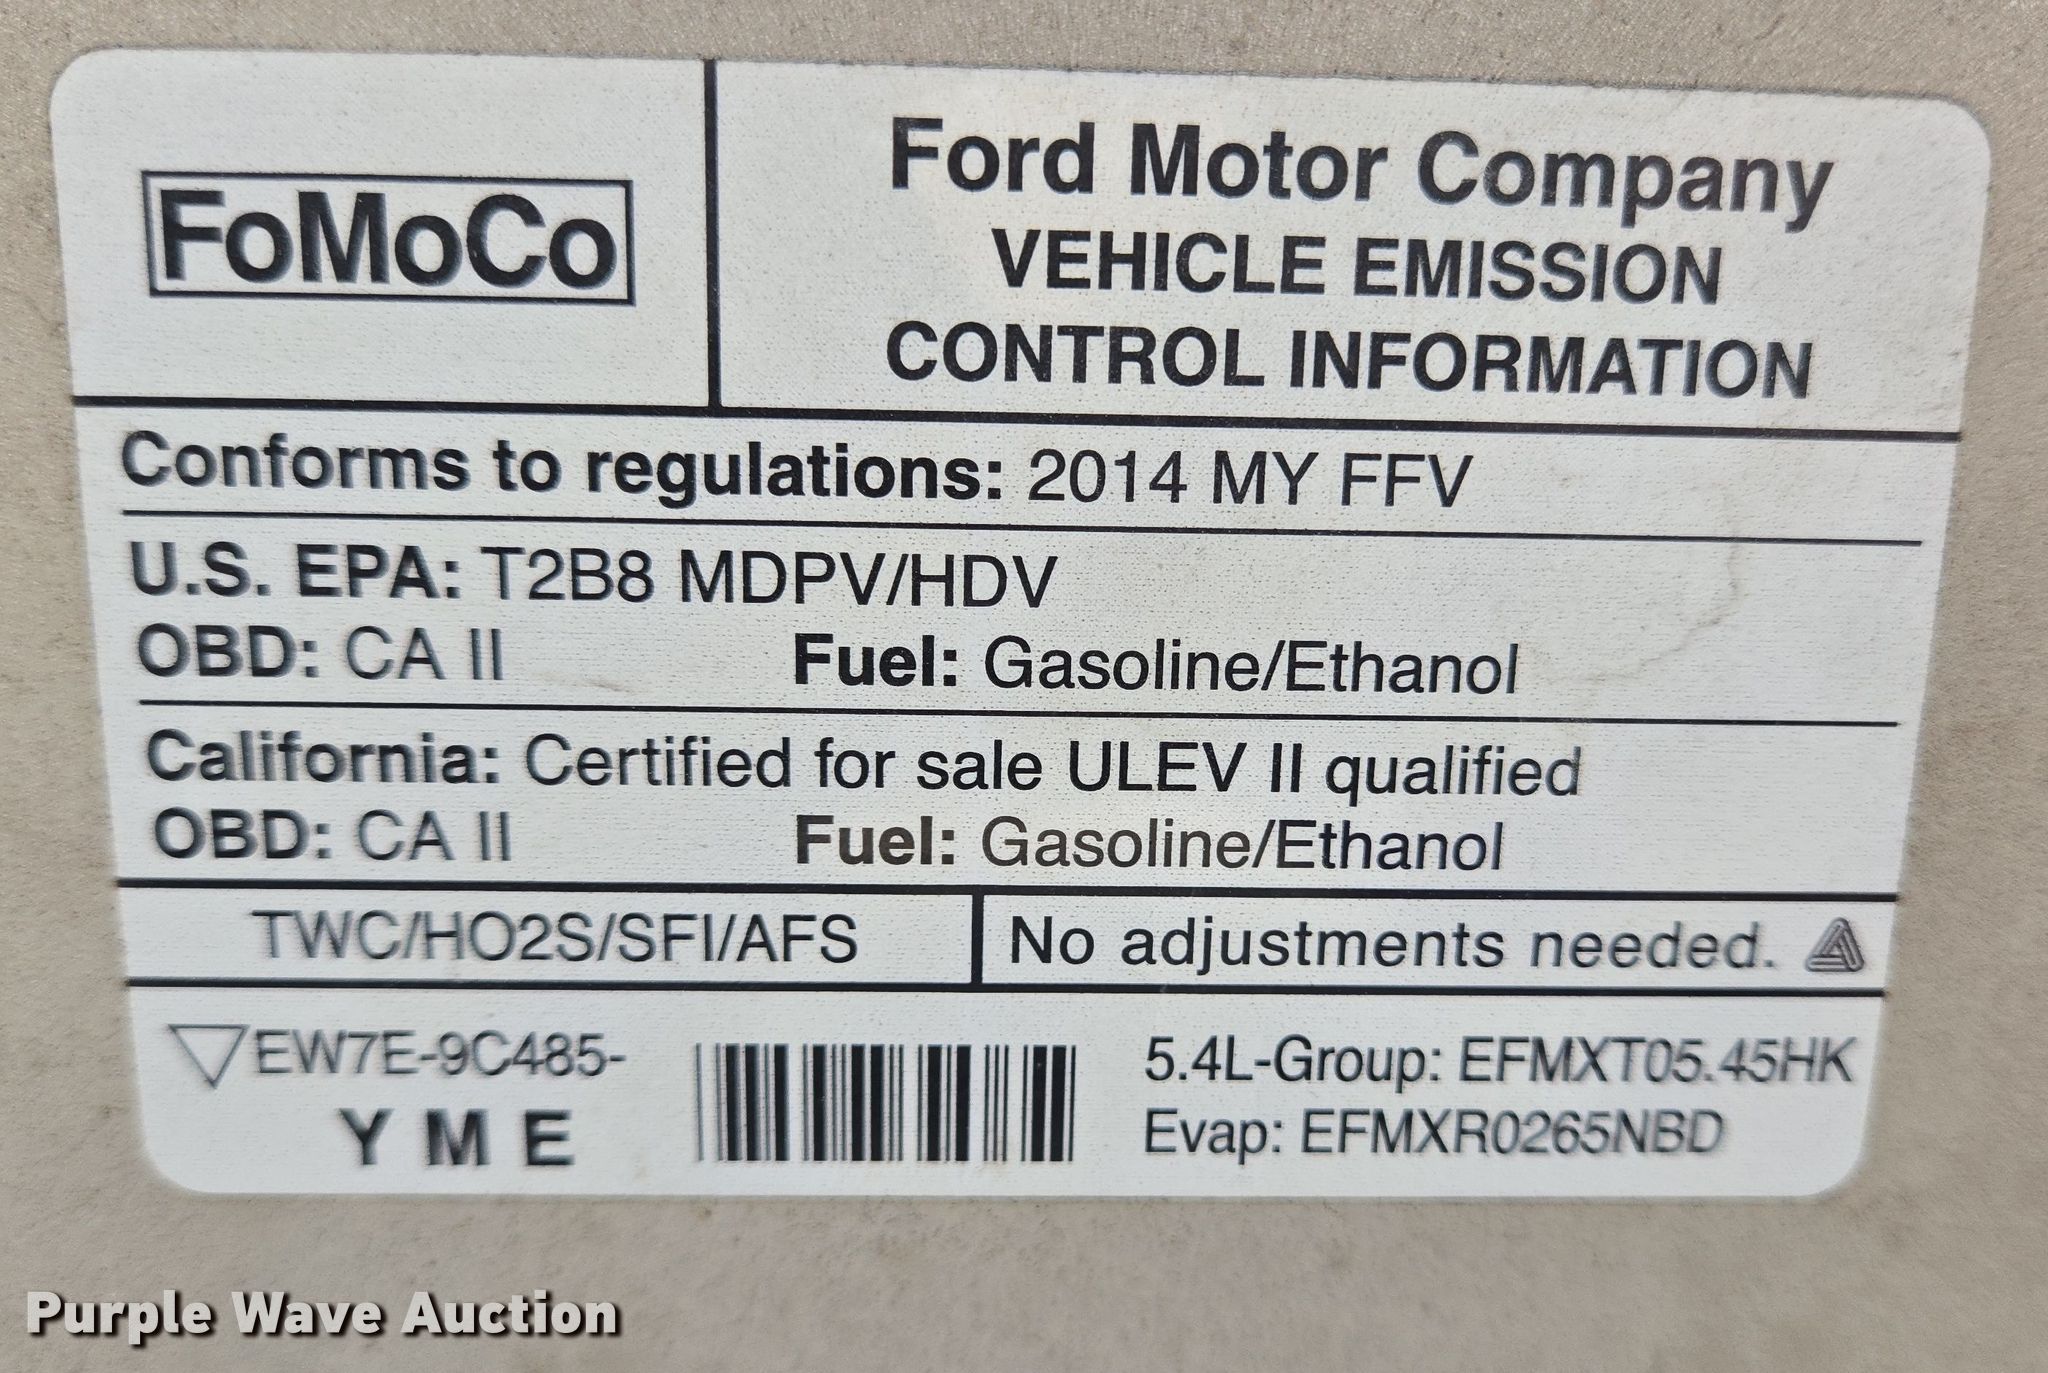 FoMoCo
Ford Motor Company
VEHICLE EMISSION
CONTROL INFORMATION
Conforms to regulations: 2014 MY FFV
U.S. EPA: T2B8 MDPV/HDV
OBD: CA II Fuel: Gasoline/Ethanol
California: Certified for sale ULEV II qualified
OBD: CA II Fuel: Gasoline/Ethanol
TWC/HO2S/SFI/AFS
No adjustments needed.
EW7E-9C485-
Y M E
5.4L-Group: EFMXT05.45HK
Evap: EFMXR0265NBD
Purple Wave Auction